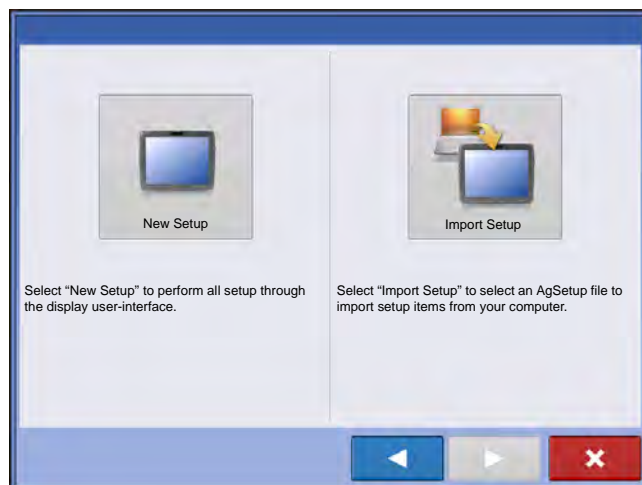 New Setup
Select “New Setup” to perform all setup through
the display user-interface.
Import Setup
Select “Import Setup” to select an AgSetup file to
import setup items from your computer.